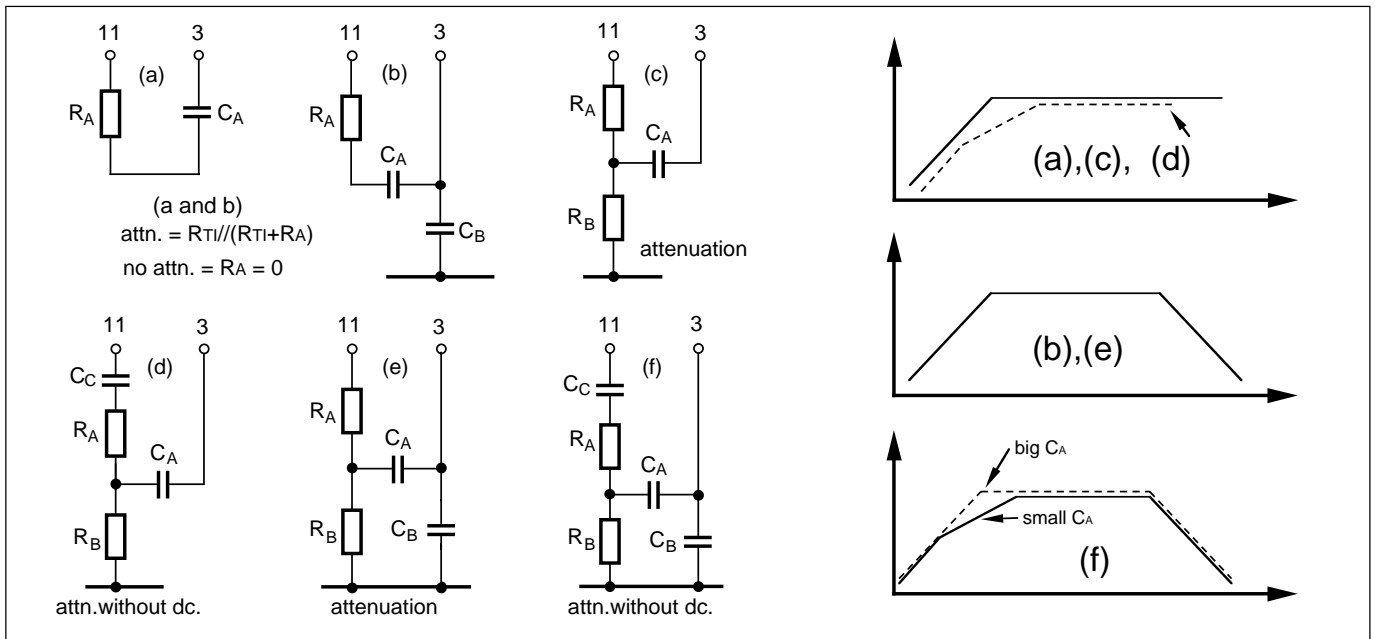 11 3
(a)
RA
CA
(a and b)
attn. = RTI//(RTI+RA)
no attn. = RA = 0
11 3
(b)
RA
CA
CB
11 3
(c)
RA
CA
RB
attenuation
11 3
(d)
CC
RA
CA
RB
attn.without dc.
11 3
(e)
RA
CA
RB
CB
attenuation
11 3
(f)
CC
RA
CA
RB
CB
attn.without dc.
(a),(c), (d)
(b),(e)
big CA
small CA
(f)